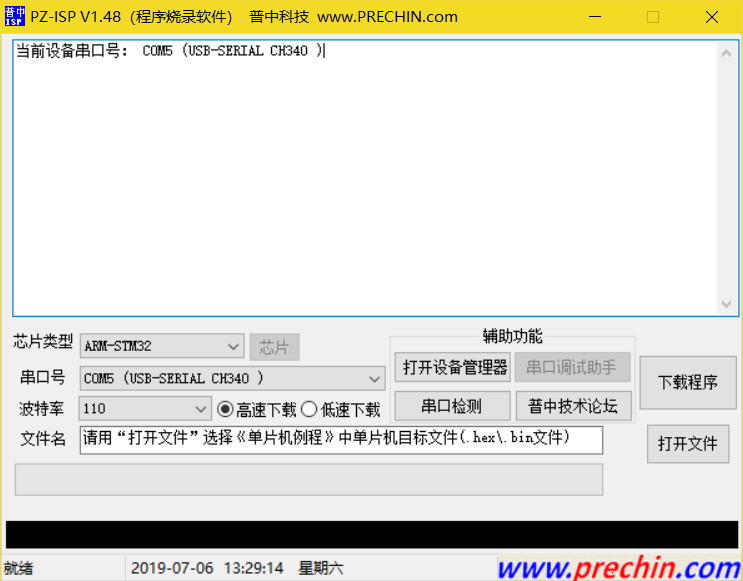 普中
ISP
PZ-ISP V1.48（程序烧录软件） 普中科技 www.PRECHIN.com
当前设备串口号： COM5 (USB-SERIAL CH340 )
芯片类型 ARM-STM32 芯片
串口号 COM5 (USB-SERIAL CH340 )
波特率 110 高速下载 低速下载
文件名 请用“打开文件”选择《单片机例程》中单片机目标文件(.hex\.bin文件)
辅助功能
打开设备管理器 串口调试助手
串口检测 普中技术论坛
下载程序
打开文件
就绪 2019-07-06 13:29:14 星期六 www.prechin.com